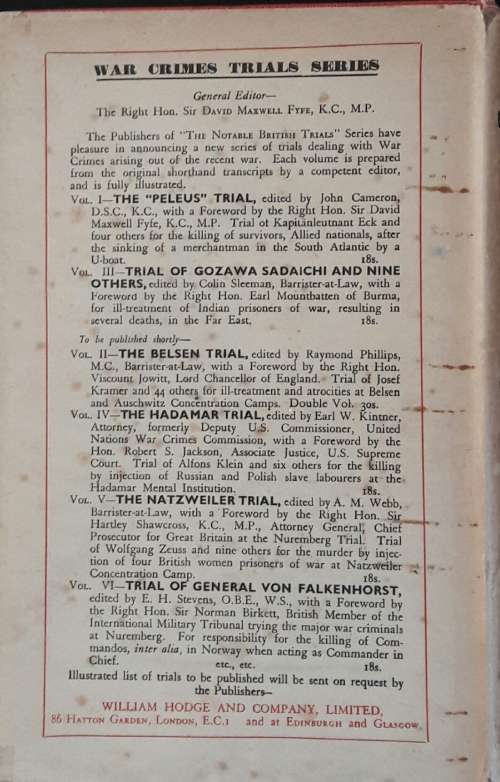 WAR CRIMES TRIALS SERIES
General Editor—
The Right Hon. Sir David Maxwell Fyfe, K.C., M.P.
The Publishers of "The Notable British Trials" Series have
pleasure in announcing a new series of trials dealing with War
Crimes arising out of the recent war. Each volume is prepared
from the original shorthand transcripts by a competent editor,
and is fully illustrated.
Vol. I—THE "PELEUS" TRIAL, edited by John Cameron,
D.S.C., K.C., with a Foreword by the Right Hon. Sir David
Maxwell Fyfe, K.C., M.P. Trial of Kapitänleutnant Eck and
four others for the killing of survivors, Allied nationals, after
the sinking of a merchantman in the South Atlantic by a
U-boat. 18s.
Vol. III—TRIAL OF GOZAWA SADAICHI AND NINE
OTHERS, edited by Colin Sleeman, Barrister-at-Law, with a
Foreword by the Right Hon. Earl Mountbatten of Burma,
for ill-treatment of Indian prisoners of war, resulting in
several deaths, in the Far East. 18s.
To be published shortly—
Vol. II—THE BELSEN TRIAL, edited by Raymond Phillips,
M.C., Barrister-at-Law, with a Foreword by the Right Hon.
Viscount Jowitt, Lord Chancellor of England. Trial of Josef
Kramer and 44 others for ill-treatment and atrocities at Belsen
and Auschwitz Concentration Camps. Double Vol. 30s.
Vol. IV—THE HADAMAR TRIAL, edited by Earl W. Kintner,
Attorney, formerly Deputy U.S. Commissioner, United
Nations War Crimes Commission, with a Foreword by the
Hon. Robert S. Jackson, Associate Justice, U.S. Supreme
Court. Trial of Alfons Klein and six others for the killing
by injection of Russian and Polish slave labourers at the
Hadamar Mental Institution. 18s.
Vol. V—THE NATZWEILER TRIAL, edited by A. M. Webb,
Barrister-at-Law, with a Foreword by the Right Hon. Sir
Hartley Shawcross, K.C., M.P., Attorney General, Chief
Prosecutor for Great Britain at the Nuremberg Trial. Trial
of Wolfgang Zeuss and nine others for the murder by injec-
tion of four British women prisoners of war at Natzweiler
Concentration Camp. 18s.
Vol. VI—TRIAL OF GENERAL VON FALKENHORST,
edited by E. H. Stevens, O.B.E., W.S., with a Foreword by
the Right Hon. Sir Norman Birkett, British Member of the
International Military Tribunal trying the major war criminals
at Nuremberg. For responsibility for the killing of Com-
mandos, inter alia, in Norway when acting as Commander in
Chief. etc., etc. 18s.
Illustrated list of trials to be published will be sent on request by
the Publishers—
WILLIAM HODGE AND COMPANY, LIMITED,
86 Hatton Garden, London, E.C.1 and at Edinburgh and Glasgow